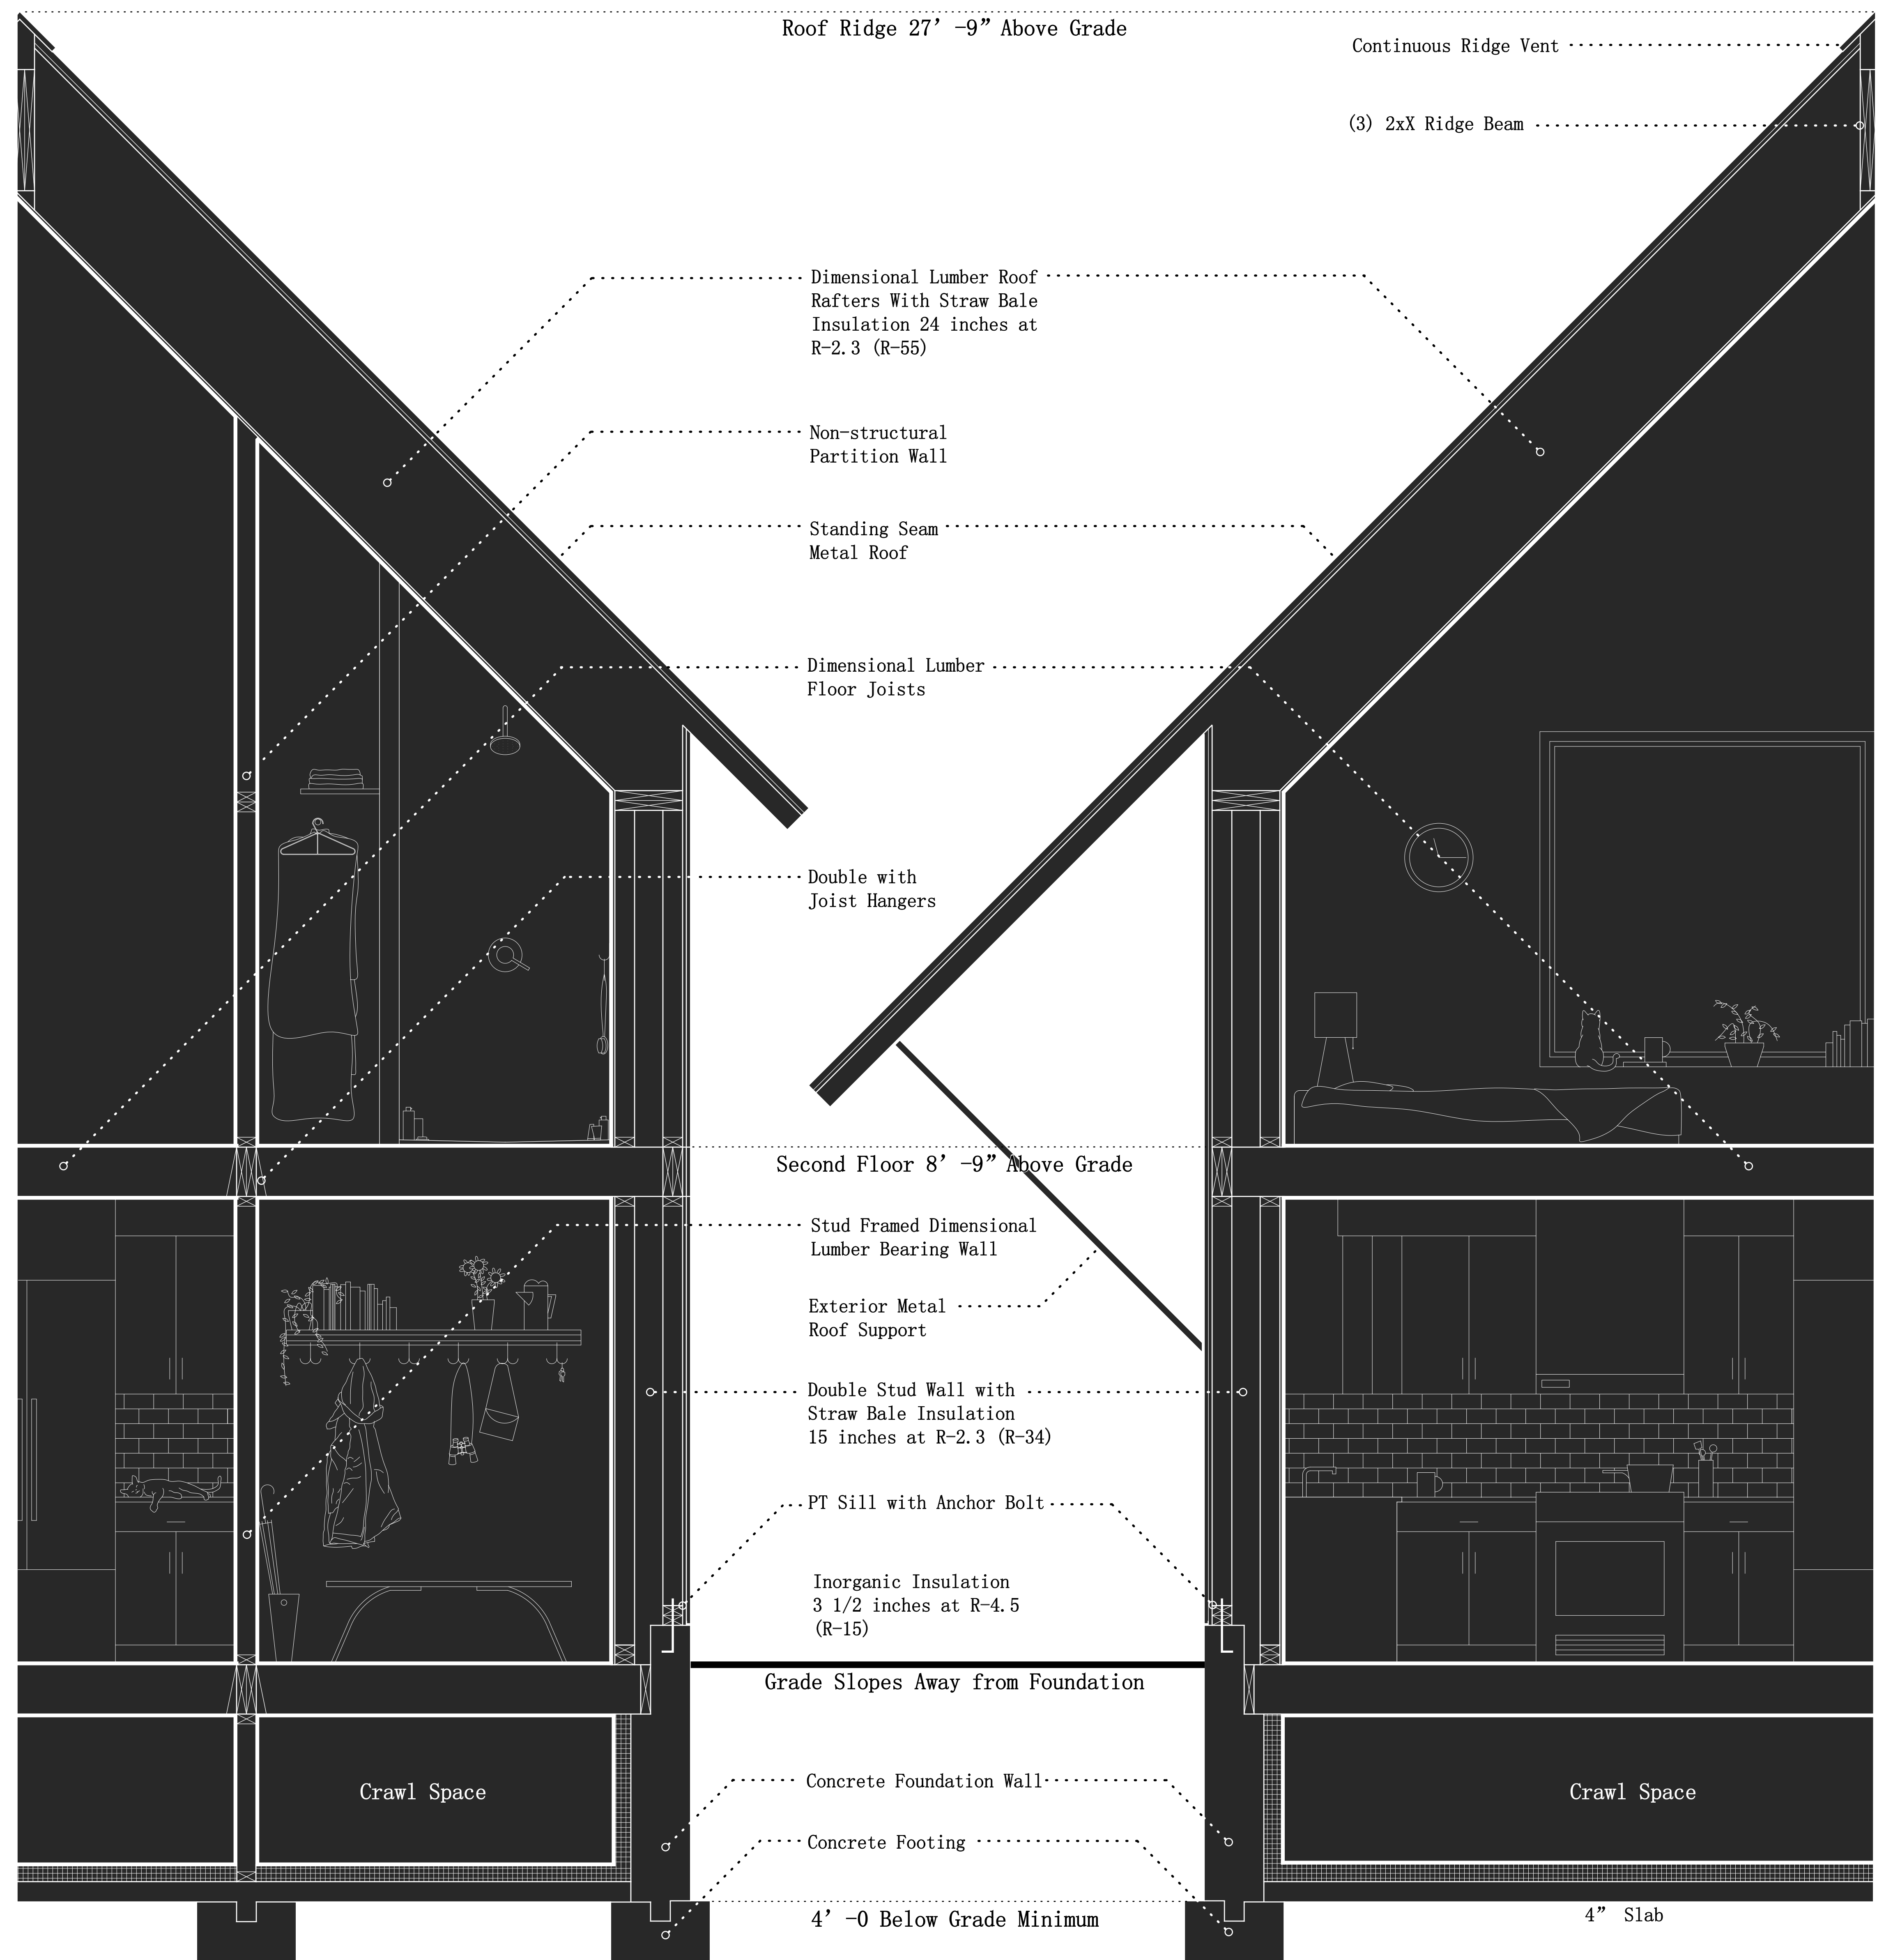 Roof Ridge 27’ -9” Above Grade
Continuous Ridge Vent
(3) 2xX Ridge Beam
Dimensional Lumber Roof
Rafters With Straw Bale
Insulation 24 inches at
R-2.3 (R-55)
Non-structural
Partition Wall
Standing Seam
Metal Roof
Dimensional Lumber
Floor Joists
Double with
Joist Hangers
Second Floor 8’ -9” Above Grade
Stud Framed Dimensional
Lumber Bearing Wall
Exterior Metal
Roof Support
Double Stud Wall with
Straw Bale Insulation
15 inches at R-2.3 (R-34)
PT Sill with Anchor Bolt
Inorganic Insulation
3 1/2 inches at R-4.5
(R-15)
Grade Slopes Away from Foundation
Concrete Foundation Wall
Crawl Space
Crawl Space
Concrete Footing
4’ -0 Below Grade Minimum
4” Slab